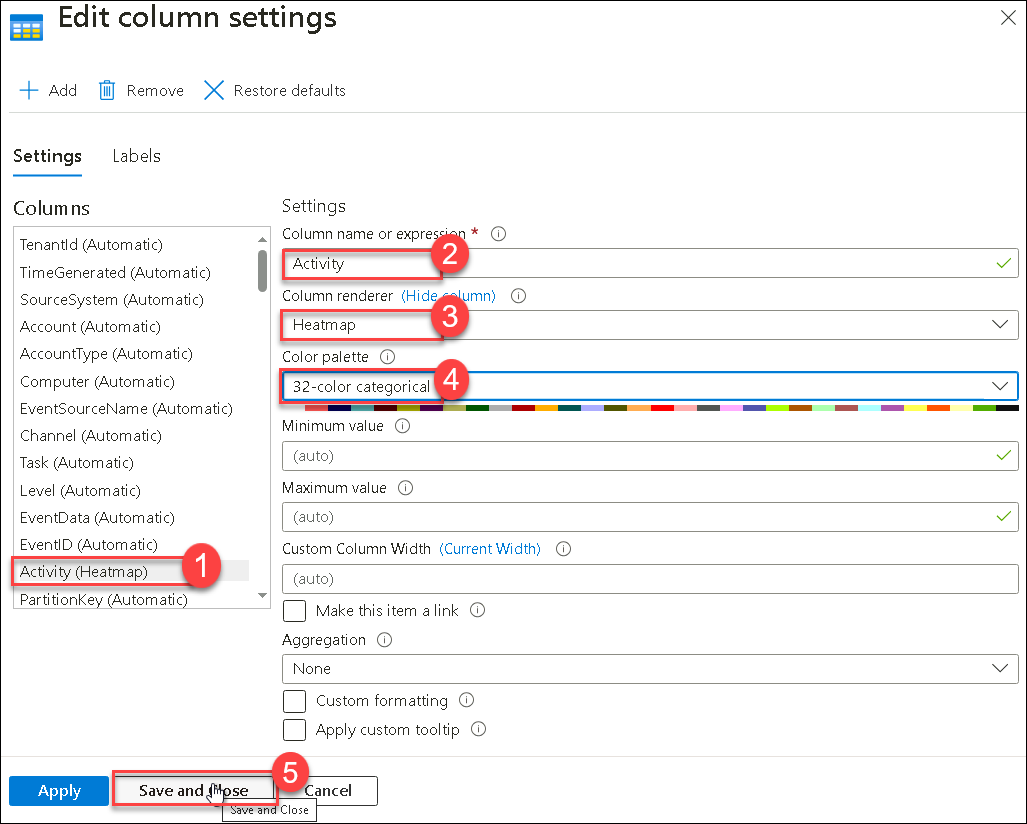 Edit column settings
Add Remove Restore defaults
Settings Labels
Columns
TenantId (Automatic)
TimeGenerated (Automatic)
SourceSystem (Automatic)
Account (Automatic)
AccountType (Automatic)
Computer (Automatic)
EventSourceName (Automatic)
Channel (Automatic)
Task (Automatic)
Level (Automatic)
EventData (Automatic)
EventID (Automatic)
Activity (Heatmap) 1
PartitionKey (Automatic)
Settings
Column name or expression *
Activity 2
Column renderer (Hide column)
Heatmap 3
Color palette
32-color categorical 4
Minimum value
(auto)
Maximum value
(auto)
Custom Column Width (Current Width)
(auto)
Make this item a link
Aggregation
None
Custom formatting
Apply custom tooltip
Apply Save and Close 5 Cancel
Save and Close